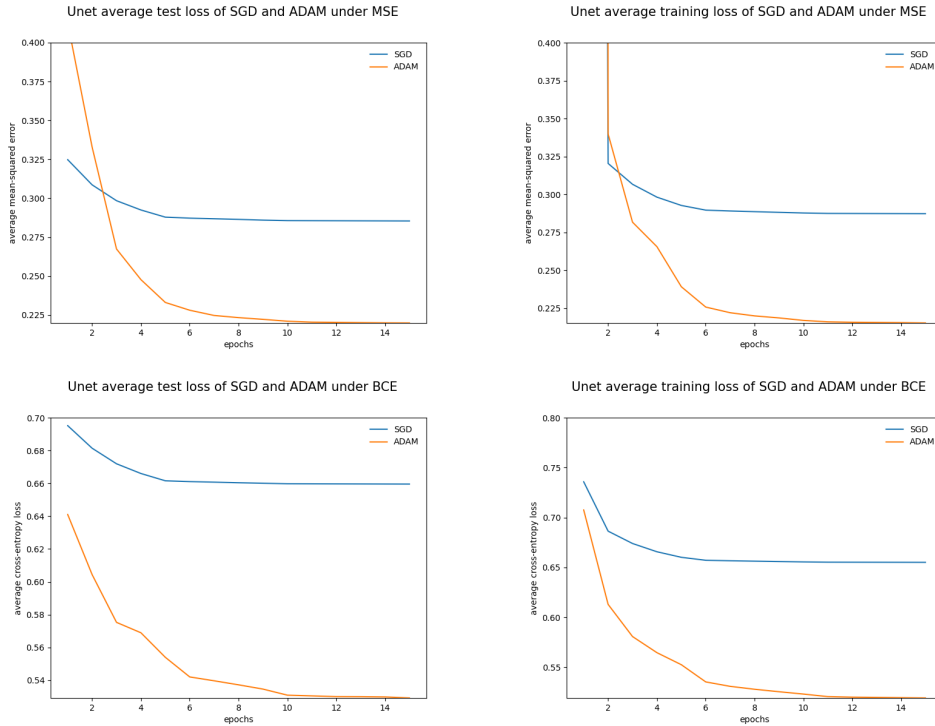 Unet average test loss of SGD and ADAM under MSE
0.400
0.375
0.350
0.325
0.300
0.275
0.250
0.225
average mean-squared error
SGD
ADAM
2 4 6 8 10 12 14
epochs
Unet average training loss of SGD and ADAM under MSE
0.400
0.375
0.350
0.325
0.300
0.275
0.250
0.225
average mean-squared error
SGD
ADAM
2 4 6 8 10 12 14
epochs
Unet average test loss of SGD and ADAM under BCE
0.70
0.68
0.66
0.64
0.62
0.60
0.58
0.56
0.54
average cross-entropy loss
SGD
ADAM
2 4 6 8 10 12 14
epochs
Unet average training loss of SGD and ADAM under BCE
0.80
0.75
0.70
0.65
0.60
0.55
average cross-entropy loss
SGD
ADAM
2 4 6 8 10 12 14
epochs